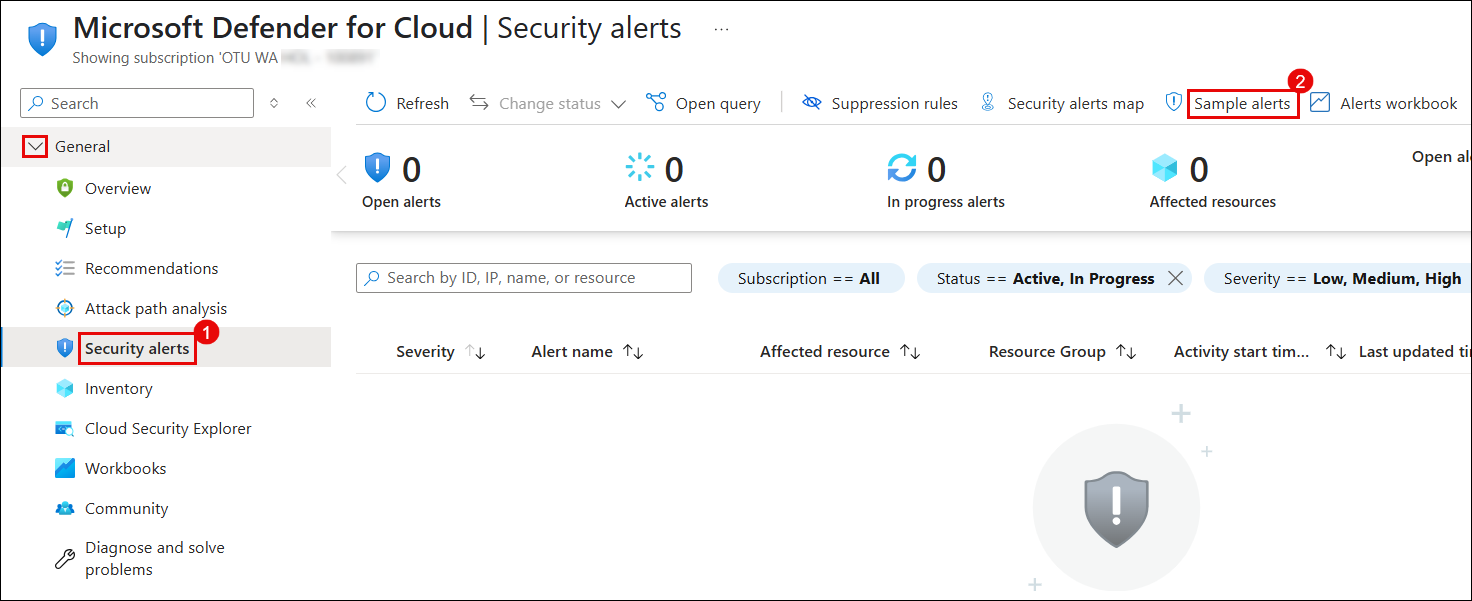 Microsoft Defender for Cloud | Security alerts ...
Showing subscription 'OTU WA
Search
General
Overview
Setup
Recommendations
Attack path analysis
Security alerts
1
Inventory
Cloud Security Explorer
Workbooks
Community
Diagnose and solve
problems
Refresh Change status Open query Suppression rules Security alerts map Sample alerts Alerts workbook
2
0 0 0 0
Open alerts Active alerts In progress alerts Affected resources
Open al
Search by ID, IP, name, or resource Subscription == All Status == Active, In Progress Severity == Low, Medium, High
Severity Alert name Affected resource Resource Group Activity start tim... Last updated ti